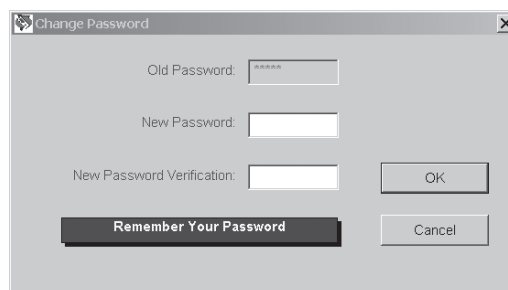 Change Password
Old Password: *****
New Password:
New Password Verification:
OK
Remember Your Password
Cancel